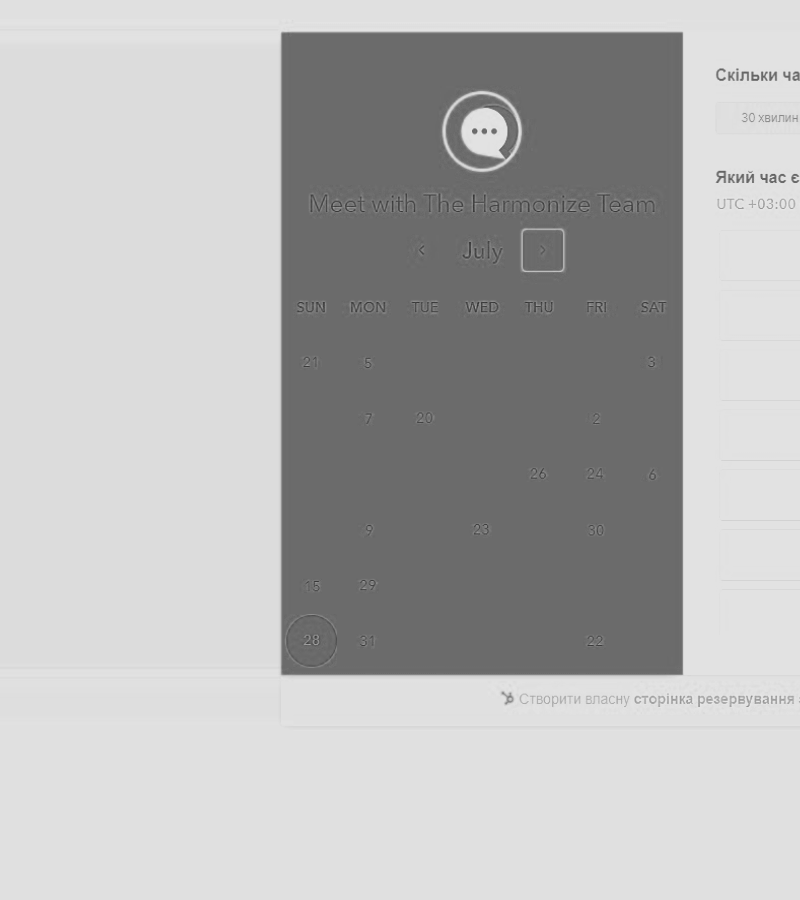 Скільки ча
30 хвилин
Який час є
UTC +03:00
Meet with The Harmonize Team
July
SUN MON TUE WED THU FRI SAT
21 5 3
7 20 2
26 24 6
9 23 30
15 29
28 31 22
Створити власну сторінка резервування